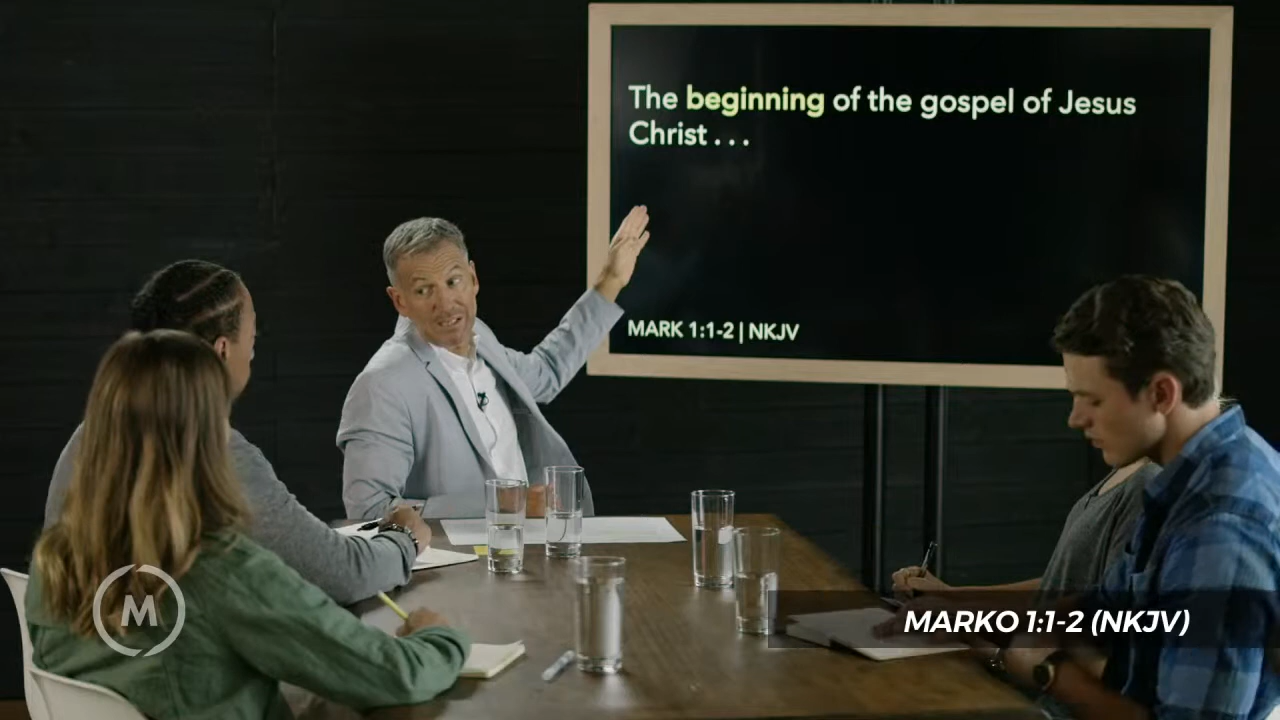 The beginning of the gospel of Jesus
Christ . . .
MARK 1:1-2 | NKJV
M
MARKO 1:1-2 (NKJV)